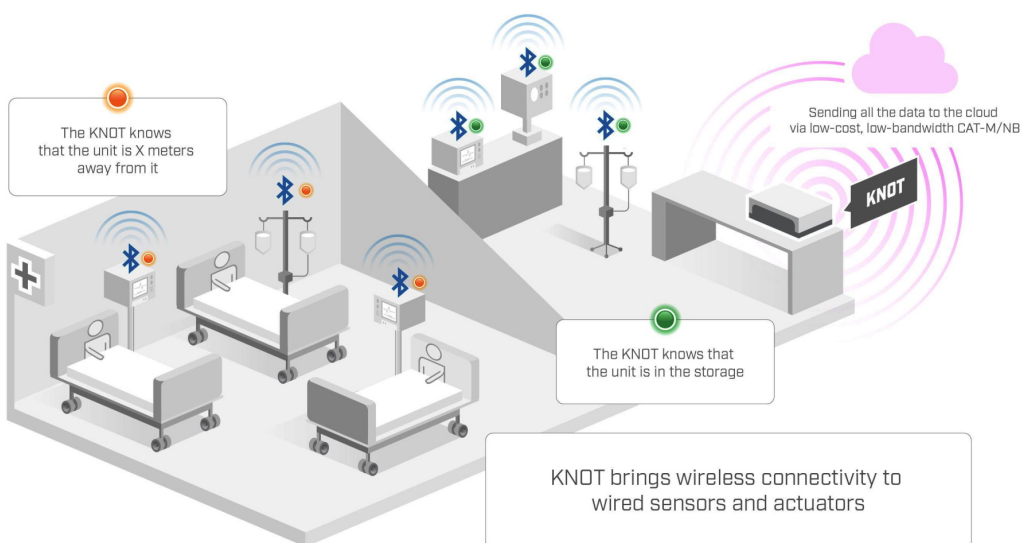 The KNOT knows
that the unit is X meters
away from it
Sending all the data to the cloud
via low-cost, low-bandwidth CAT-M/NB
KNOT
The KNOT knows that
the unit is in the storage
KNOT brings wireless connectivity to
wired sensors and actuators